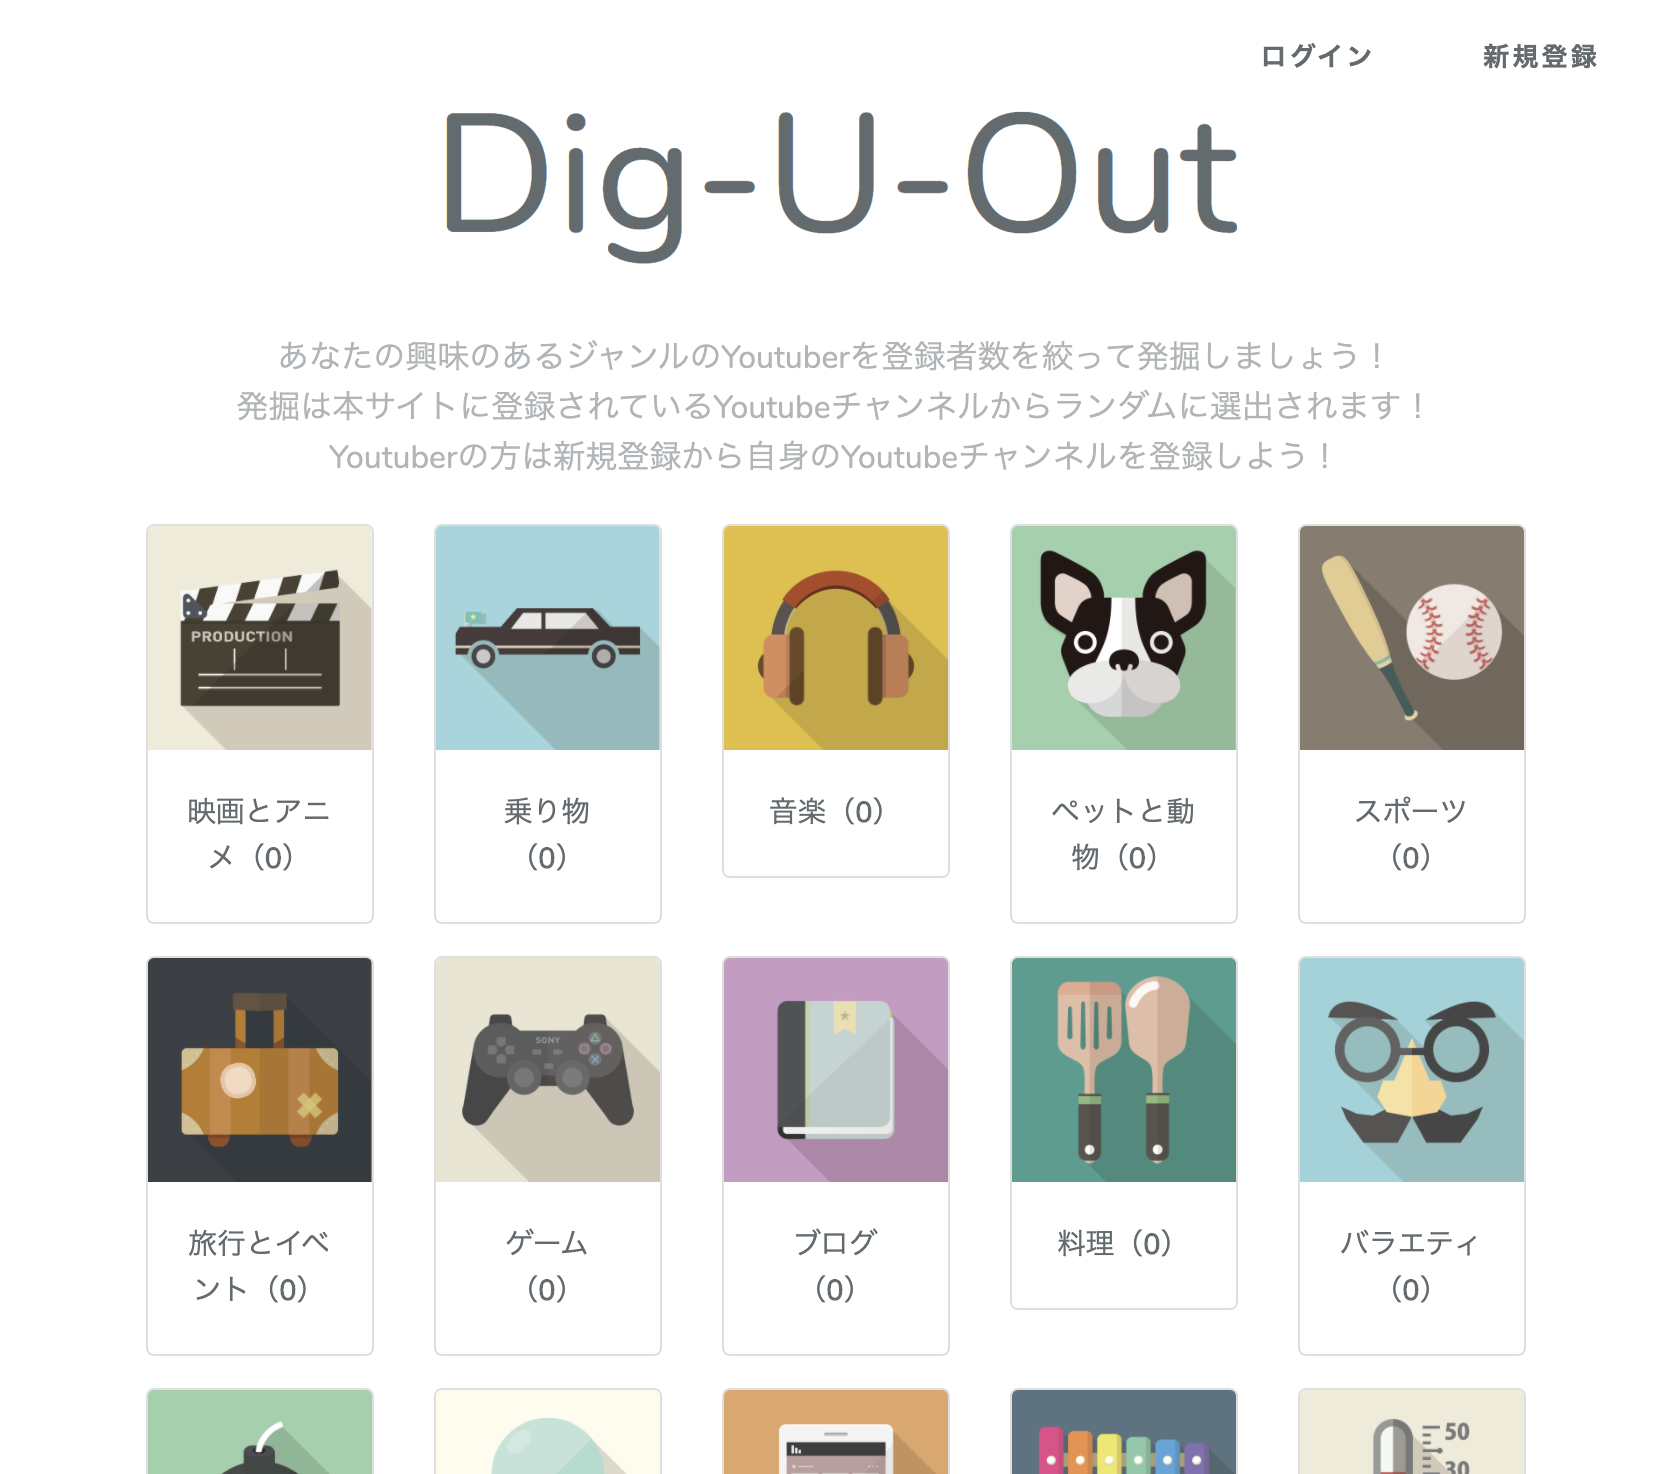 ログイン 新規登録
Dig-U-Out
あなたの興味のあるジャンルのYoutuberを登録者数を絞って発掘しましょう！
発掘は本サイトに登録されているYoutubeチャンネルからランダムに選出されます！
Youtuberの方は新規登録から自身のYoutubeチャンネルを登録しよう！
PRODUCTION
映画とアニ
メ（0）
乗り物
（0）
音楽（0）
ペットと動
物（0）
スポーツ
（0）
SONY
旅行とイベ
ント（0）
ゲーム
（0）
ブログ
（0）
料理（0）
バラエティ
（0）
50
30